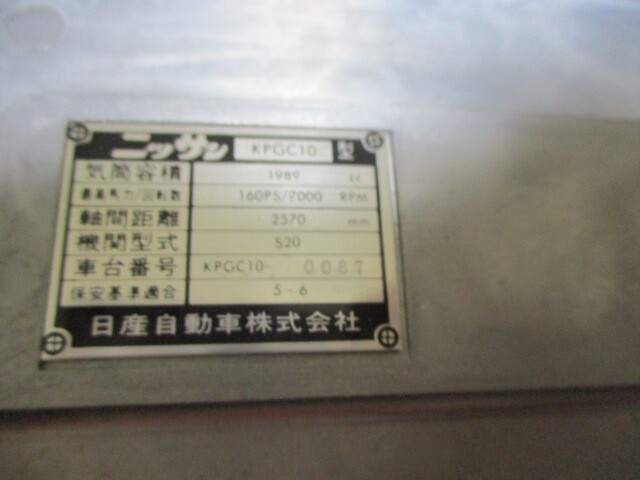 ニッサン KPGC10 型
気筒容積 1989 cc
最高馬力/回転数 160PS/7000 RPM
軸間距離 2570 mm
機関型式 S20
車台番号 KPGC10- 0087
保安基準適合 5-6
日産自動車株式会社